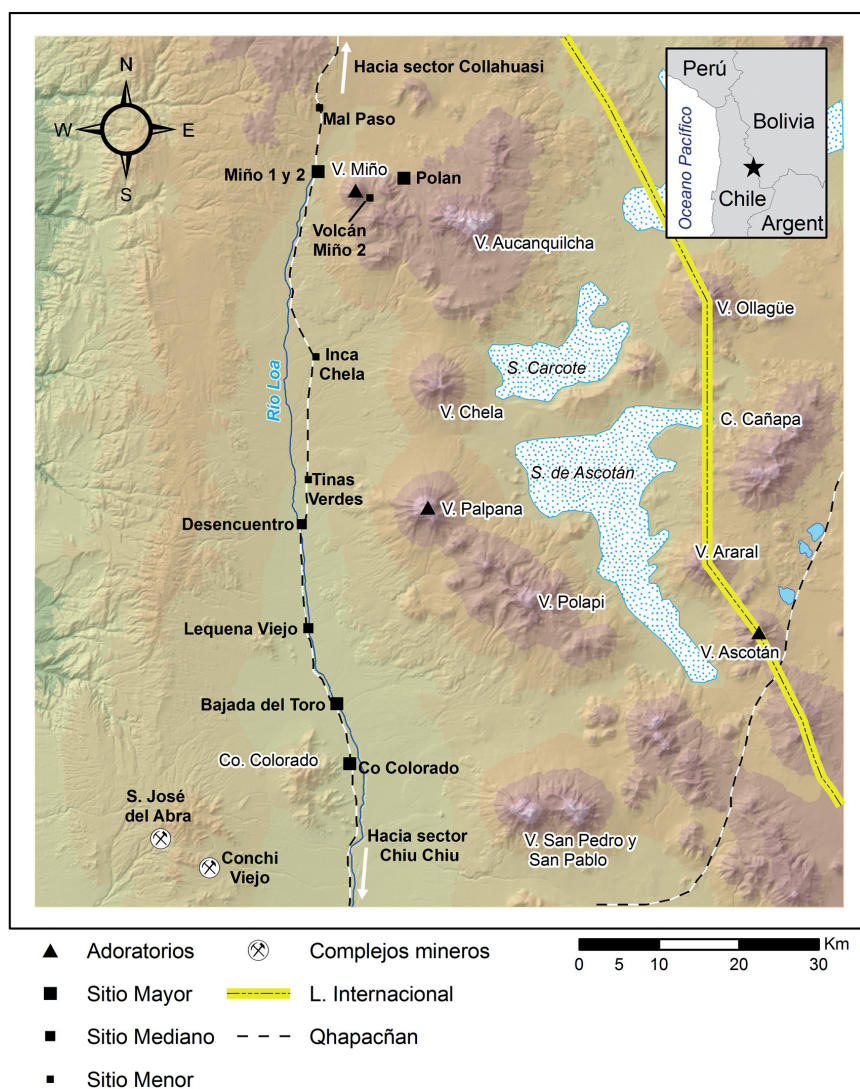 N
W
E
S
Hacia sector Collahuasi
Mal Paso
Miño 1 y 2
V. Miño
Polan
Volcán
Miño 2
V. Aucanquilcha
Perú
Bolivia
Oceano Pacífico
Chile
Argent
V. Ollagüe
Río Loa
Inca
Chela
S. Carcote
V. Chela
C. Cañapa
S. de Ascotán
Tinas
Verdes
V. Palpana
Desencuentro
V. Araral
V. Polapi
Lequena Viejo
V. Ascotán
Bajada del Toro
Co. Colorado
Co Colorado
S. José
del Abra
Conchi
Viejo
Hacia sector
Chiu Chiu
V. San Pedro y
San Pablo
Adoratorios
Complejos mineros
Km
0 5 10 20 30
Sitio Mayor
L. Internacional
Sitio Mediano
Qhapacñan
Sitio Menor